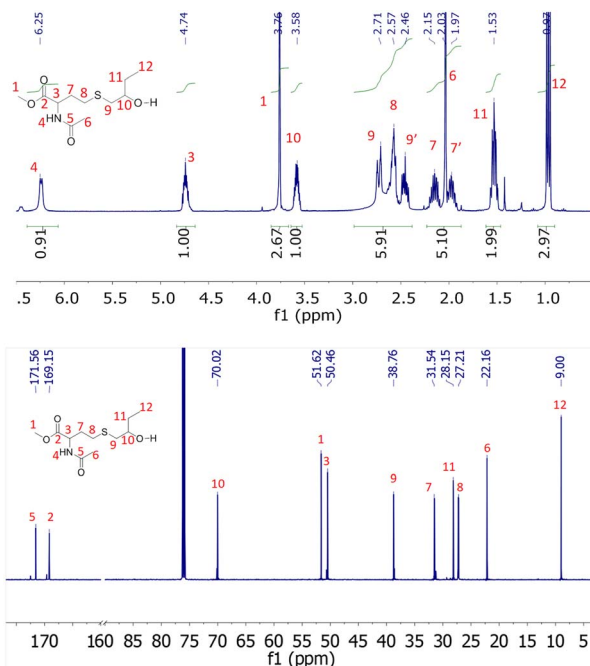 6.25 4.74 3.76 3.58 2.71 2.57 2.46 2.15 2.03 1.97 1.53 0.97
11 12
1 O 3 7 8 S
O 2 10 O-H
4 NH 5 6 9
O
4 3 1 10 9 8 9' 7 6 7' 11 12
0.91 1.00 2.67 1.00 5.91 5.10 1.99 2.97
.5 6.0 5.5 5.0 4.5 4.0 3.5 3.0 2.5 2.0 1.5 1.0
f1 (ppm)
171.56 169.15 70.02 51.62 50.46 38.76 31.54 28.15 27.21 22.16 9.00
11 12
1 O 3 7 8 S
O 2 10 O-H
4 NH 5 6 9
O
5 2 10 1 3 9 7 11 8 6 12
170 160 80 75 70 65 60 55 50 45 40 35 30 25 20 15 10 5
f1 (ppm)